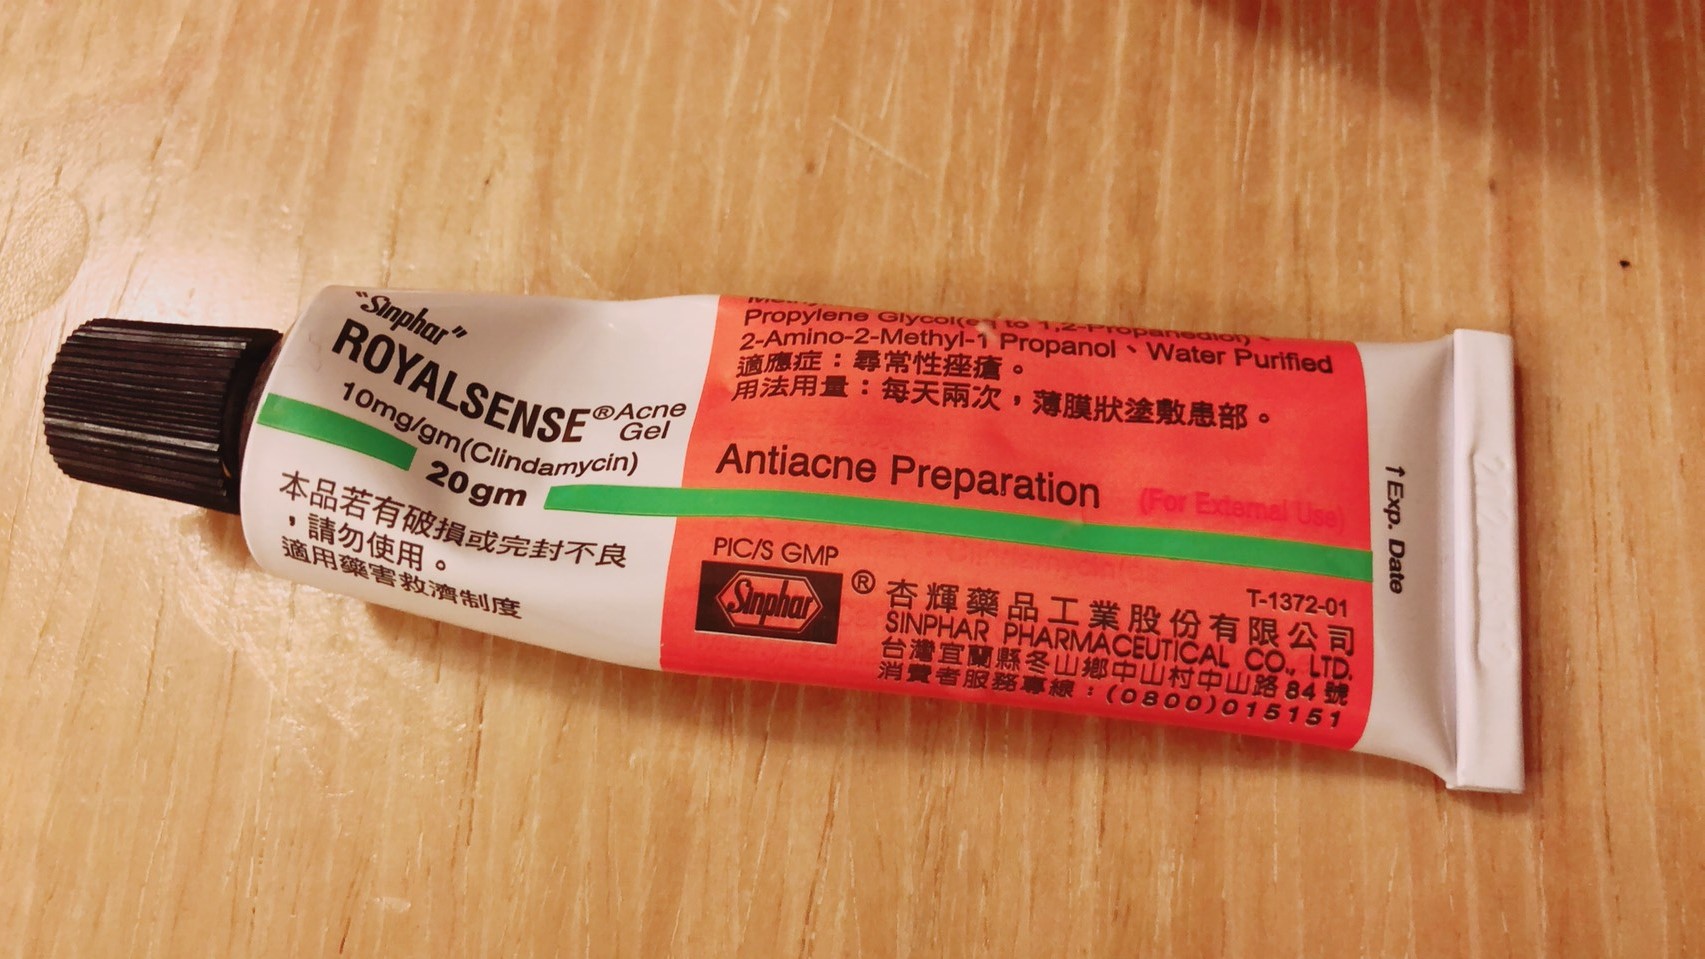 "Sinphar"
ROYALSENSE® Acne Gel
10mg/gm(Clindamycin)
20gm
本品若有破損或完封不良
，請勿使用。
適用藥害救濟制度
Propylene Glycol(eq to 1,2-Propanediol)、
2-Amino-2-Methyl-1 Propanol、Water Purified
適應症：尋常性痤瘡。
用法用量：每天兩次，薄膜狀塗敷患部。
Antiacne Preparation
(For External Use)
PIC/S GMP
Sinphar ®
T-1372-01
杏輝藥品工業股份有限公司
SINPHAR PHARMACEUTICAL CO., LTD.
台灣宜蘭縣冬山鄉中山村中山路84號
消費者服務專線：(0800)015151
↑Exp. Date